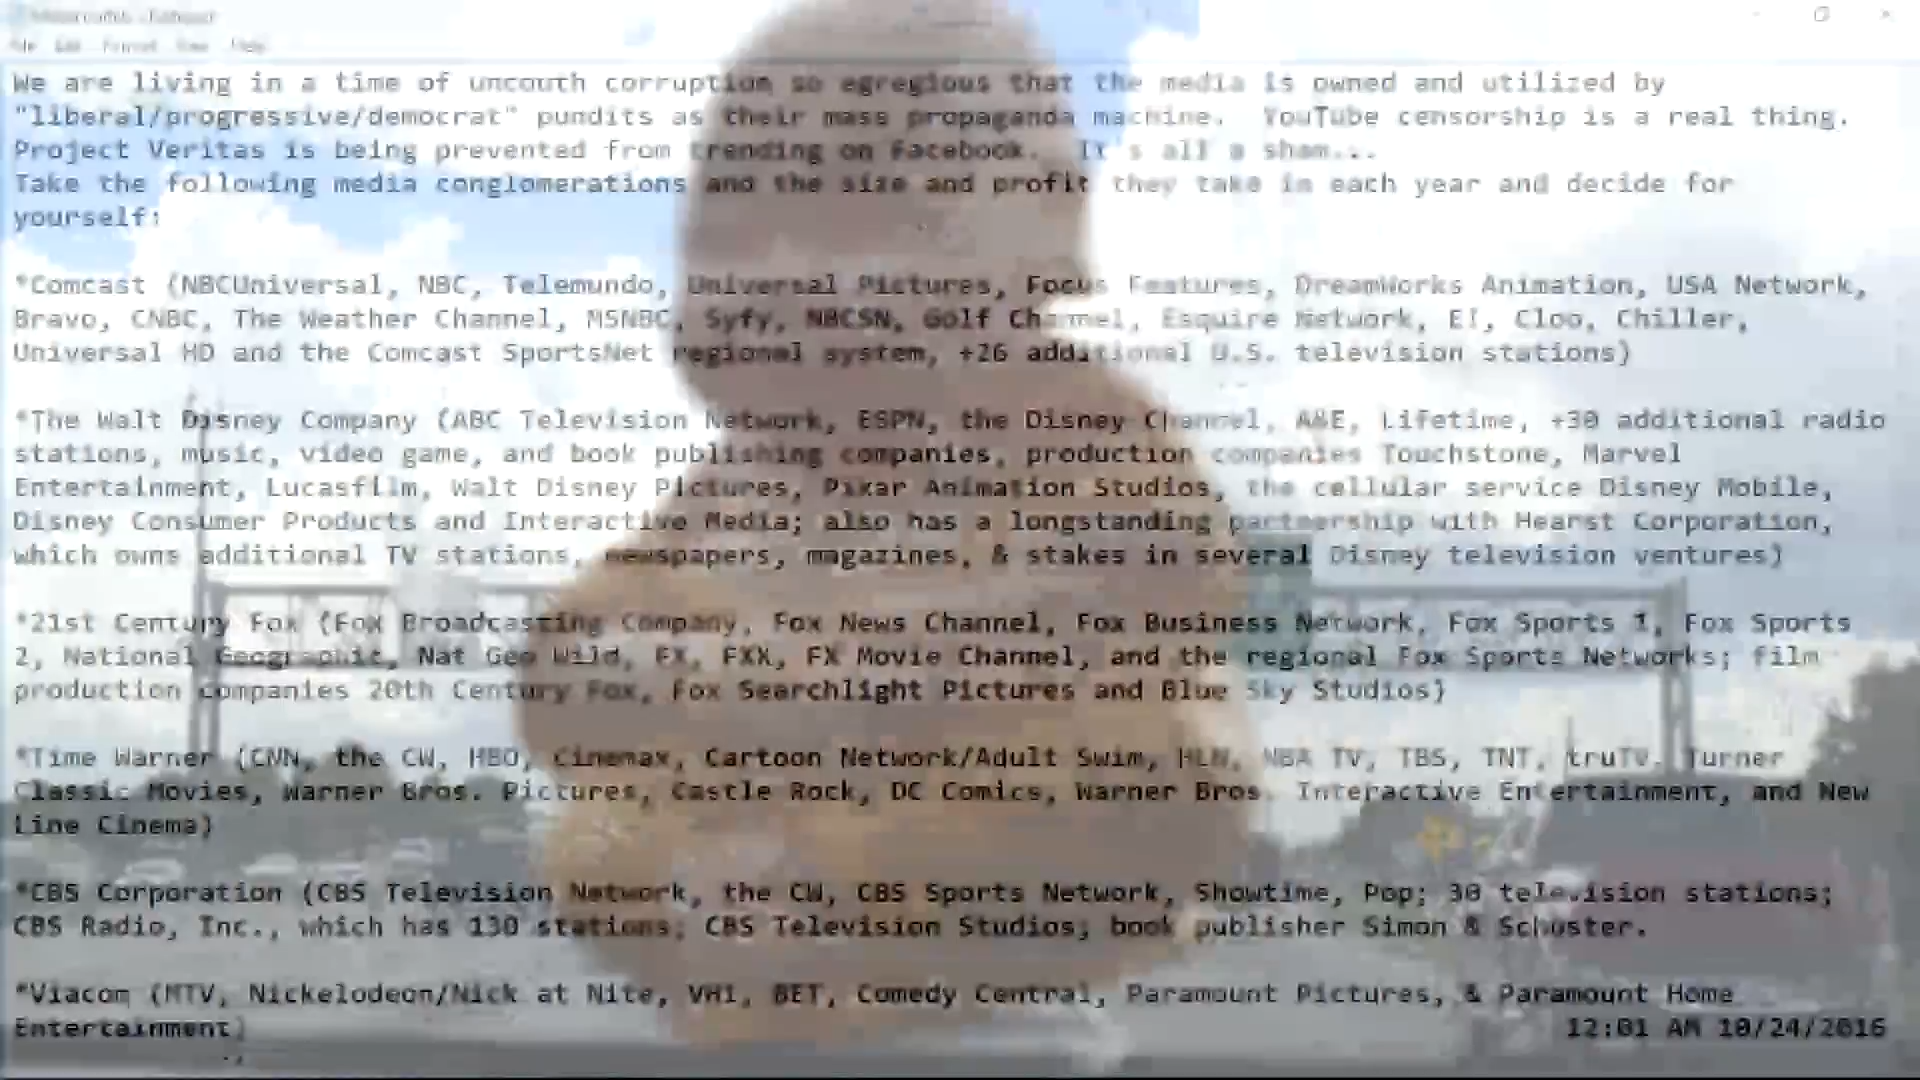 We are living in a time of uncouth corruption so egregious that the media is owned and utilized by
"liberal/progressive/democrat" pundits as their mass propaganda machine.  YouTube censorship is a real thing.
Project Veritas is being prevented from trending on Facebook.  It's all a sham...
Take the following media conglomerations and the size and profit they take in each year and decide for
yourself:
*Comcast (NBCUniversal, NBC, Telemundo, Universal Pictures, Focus Features, DreamWorks Animation, USA Network,
Bravo, CNBC, The Weather Channel, MSNBC, Syfy, NBCSN, Golf Channel, Esquire Network, E!, Cloo, Chiller,
Universal HD and the Comcast SportsNet regional system, +26 additional U.S. television stations)
*The Walt Disney Company (ABC Television Network, ESPN, the Disney Channel, A&E, Lifetime, +30 additional radio
stations, music, video game, and book publishing companies, production companies Touchstone, Marvel
Entertainment, Lucasfilm, Walt Disney Pictures, Pixar Animation Studios, the cellular service Disney Mobile,
Disney Consumer Products and Interactive Media; also has a longstanding partnership with Hearst Corporation,
which owns additional TV stations, newspapers, magazines, & stakes in several Disney television ventures)
*21st Century Fox (Fox Broadcasting Company, Fox News Channel, Fox Business Network, Fox Sports 1, Fox Sports
2, National Geographic, Nat Geo Wild, FX, FXX, FX Movie Channel, and the regional Fox Sports Networks; film
production companies 20th Century Fox, Fox Searchlight Pictures and Blue Sky Studios)
*Time Warner (CNN, the CW, HBO, Cinemax, Cartoon Network/Adult Swim, HLN, NBA TV, TBS, TNT, truTV, Turner
Classic Movies, Warner Bros. Pictures, Castle Rock, DC Comics, Warner Bros. Interactive Entertainment, and New
Line Cinema)
*CBS Corporation (CBS Television Network, the CW, CBS Sports Network, Showtime, Pop; 30 television stations;
CBS Radio, Inc., which has 130 stations; CBS Television Studios; book publisher Simon & Schuster.
*Viacom (MTV, Nickelodeon/Nick at Nite, VH1, BET, Comedy Central, Paramount Pictures, & Paramount Home
Entertainment)
12:01 AM 10/24/2016